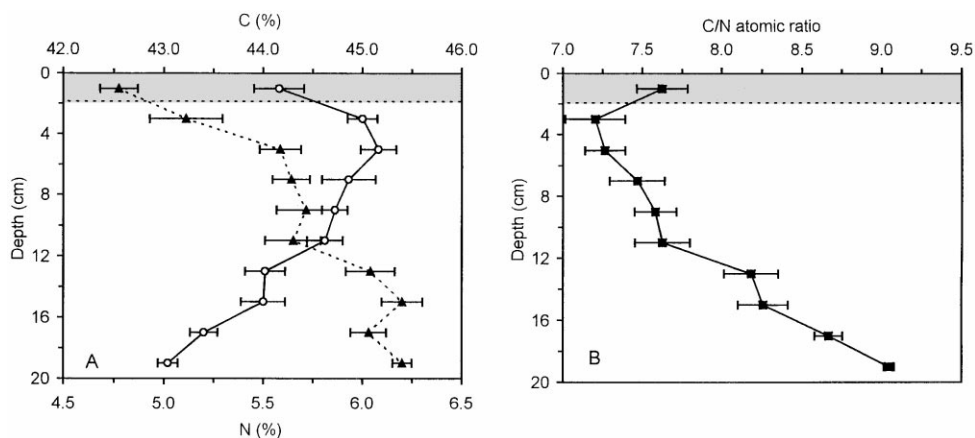 C (%)
42.0 43.0 44.0 45.0 46.0
0
4
8
12
16
20
Depth (cm)
A
4.5 5.0 5.5 6.0 6.5
N (%)
C/N atomic ratio
7.0 7.5 8.0 8.5 9.0 9.5
0
4
8
12
16
20
Depth (cm)
B